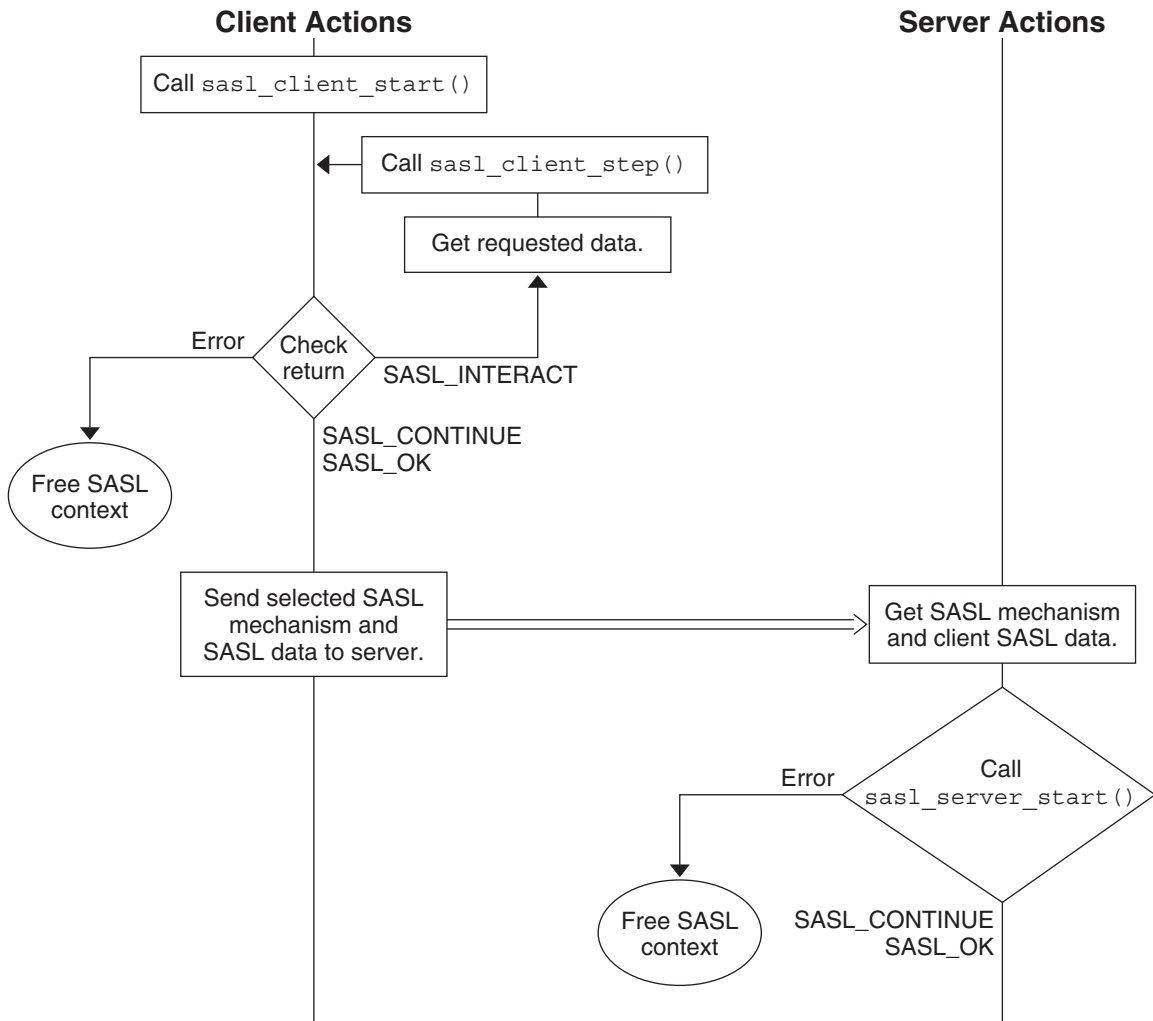 Client Actions
Server Actions
Call sasl_client_start()
Call sasl_client_step()
Get requested data.
Error
Check
return
SASL_INTERACT
SASL_CONTINUE
SASL_OK
Free SASL
context
Send selected SASL
mechanism and
SASL data to server.
Get SASL mechanism
and client SASL data.
Error
Call
sasl_server_start()
Free SASL
context
SASL_CONTINUE
SASL_OK